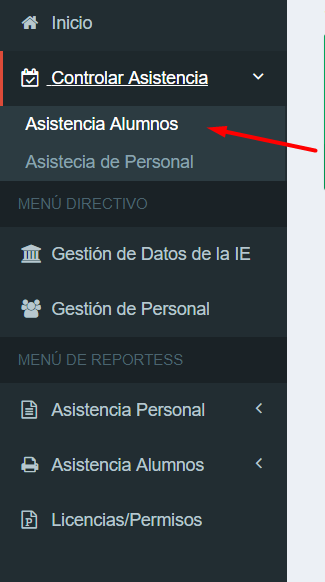 Inicio
Controlar Asistencia
Asistencia Alumnos
Asistecia de Personal
MENÚ DIRECTIVO
Gestión de Datos de la IE
Gestión de Personal
MENÚ DE REPORTESS
Asistencia Personal
Asistencia Alumnos
Licencias/Permisos